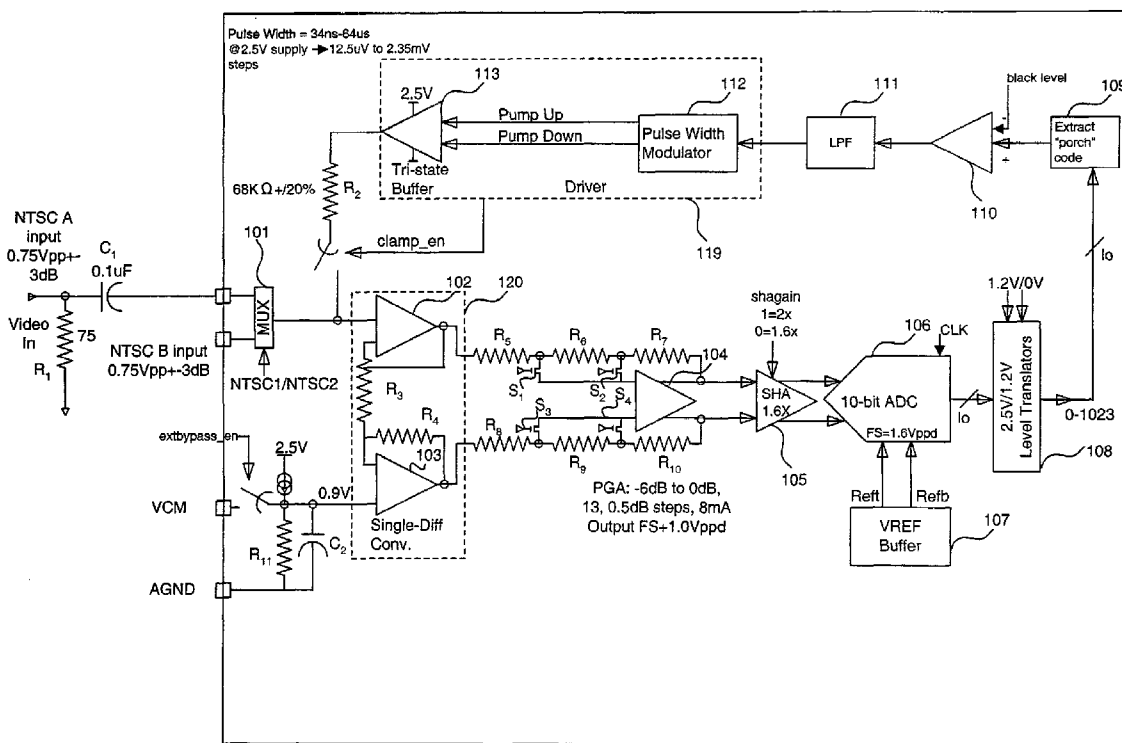 Pulse Width = 34ns-64us
@2.5V supply →12.5uV to 2.35mV
steps
113
2.5V
Pump Up
Pump Down
Tri-state
Buffer
Driver
112
Pulse Width
Modulator
111
LPF
black level
-
+
110
109
Extract
"porch"
code
119
68K Ω +/20%
R2
clamp_en
NTSC A
input
0.75Vpp+-
3dB
C1
0.1uF
Video
In
75
R1
101
MUX
NTSC B input
0.75Vpp+-3dB
NTSC1/NTSC2
102
120
R3
R4
103
Single-Diff
Conv.
extbypass_en
2.5V
0.9V
VCM
R11
C2
AGND
R5
R6
R7
S1
S2
S3
S4
104
R8
R9
R10
PGA: -6dB to 0dB,
13, 0.5dB steps, 8mA
Output FS+1.0Vppd
shagain
1=2x
0=1.6x
SHA
1.6X
105
106
CLK
10-bit ADC
FS=1.6Vppd
Reft
Refb
VREF
Buffer
107
Io
1.2V/0V
2.5V/1.2V
Level Translators
108
0-1023
Io